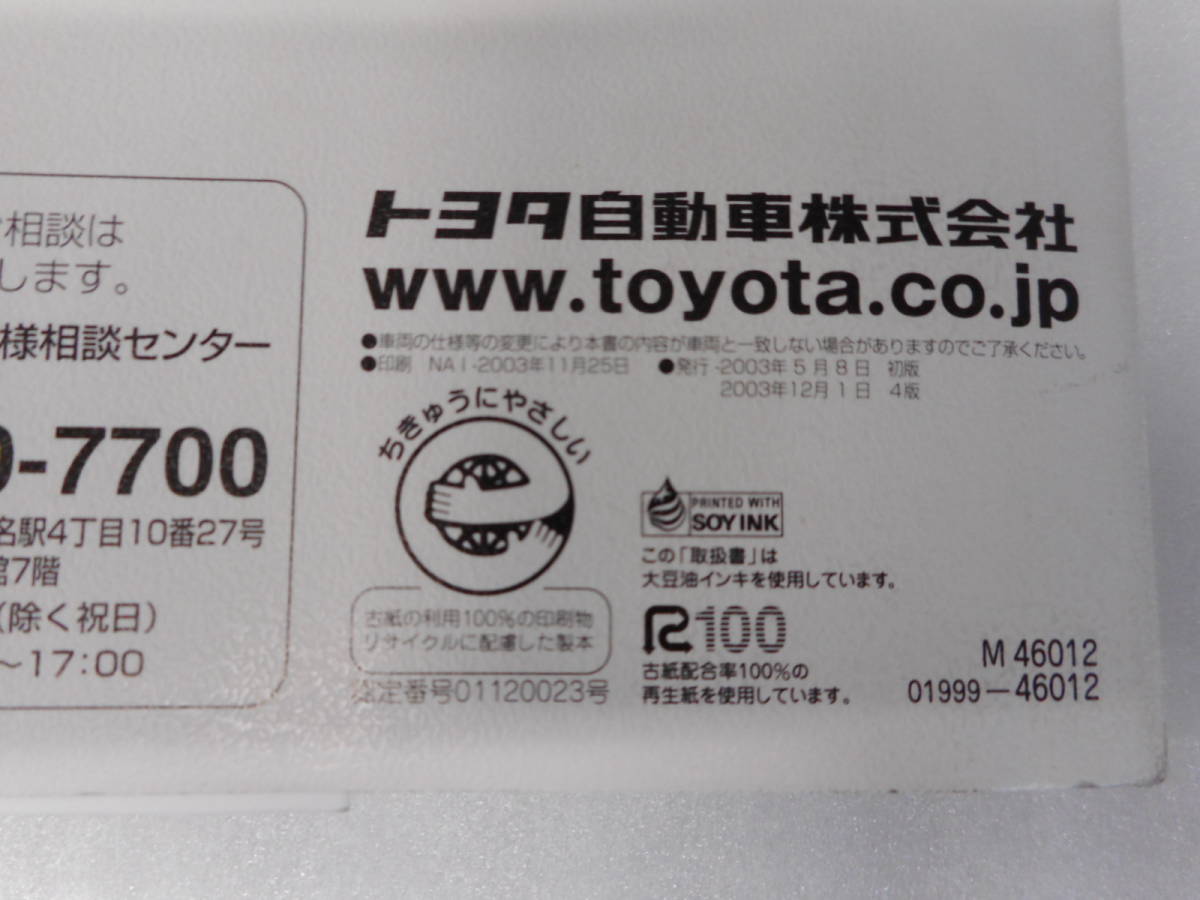 相談は
します。
様相談センター
-7700
名駅4丁目10番27号
館7階
(除く祝日)
～17:00
トヨタ自動車株式会社
www.toyota.co.jp
●車両の仕様等の変更により本書の内容が車両と一致しない場合がありますのでご了承ください。
●印刷 NAI-2003年11月25日 ●発行-2003年5月8日 初版
2003年12月1日 4版
ちきゅうにやさしい
古紙の利用100%の印刷物
リサイクルに配慮した製本
認定番号01120023号
PRINTED WITH
SOY INK
この「取扱書」は
大豆油インキを使用しています。
R100
古紙配合率100%の
再生紙を使用しています。
M 46012
01999-46012